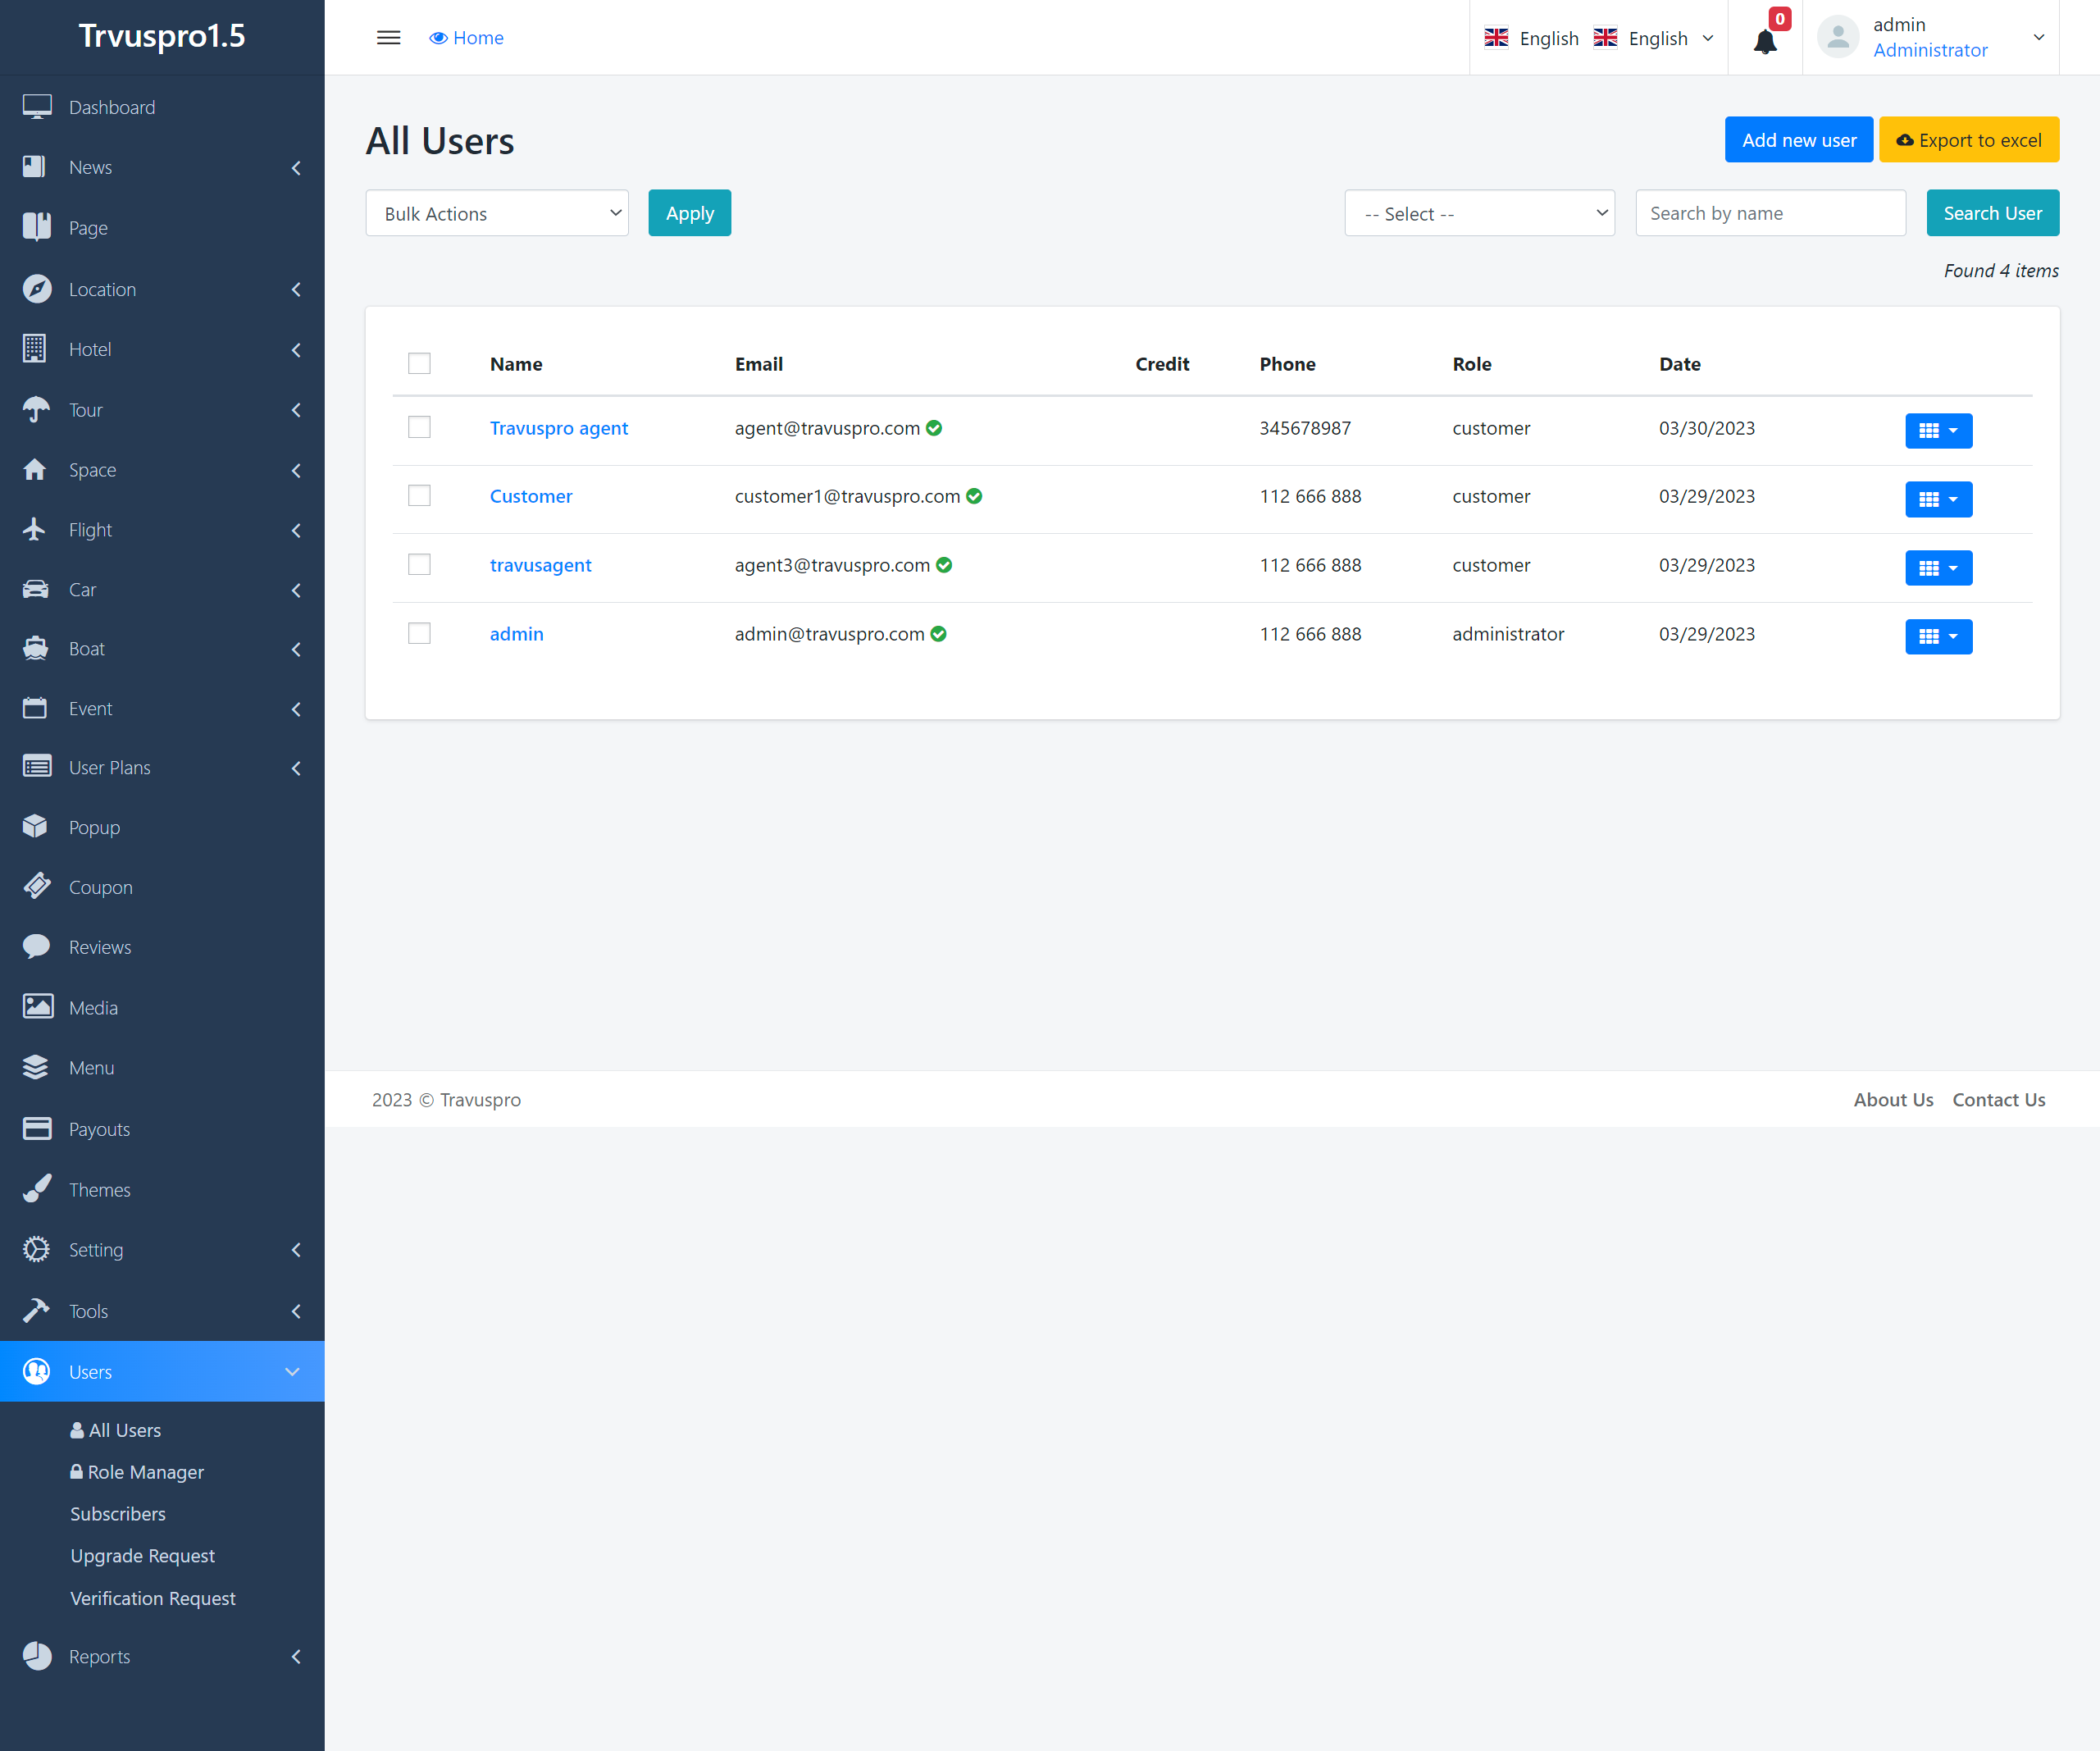 Trvuspro1.5
Home
English English
0
admin
Administrator
Dashboard
News
Page
Location
Hotel
Tour
Space
Flight
Car
Boat
Event
User Plans
Popup
Coupon
Reviews
Media
Menu
Payouts
Themes
Setting
Tools
Users
All Users
Role Manager
Subscribers
Upgrade Request
Verification Request
Reports
All Users
Add new user Export to excel
Bulk Actions Apply -- Select -- Search by name Search User
Found 4 items
Name Email Credit Phone Role Date
Travuspro agent agent@travuspro.com 345678987 customer 03/30/2023
Customer customer1@travuspro.com 112 666 888 customer 03/29/2023
travusagent agent3@travuspro.com 112 666 888 customer 03/29/2023
admin admin@travuspro.com 112 666 888 administrator 03/29/2023
2023 © Travuspro About Us Contact Us